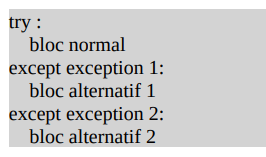 try :
    bloc normal
except exception 1:
    bloc alternatif 1
except exception 2:
    bloc alternatif 2